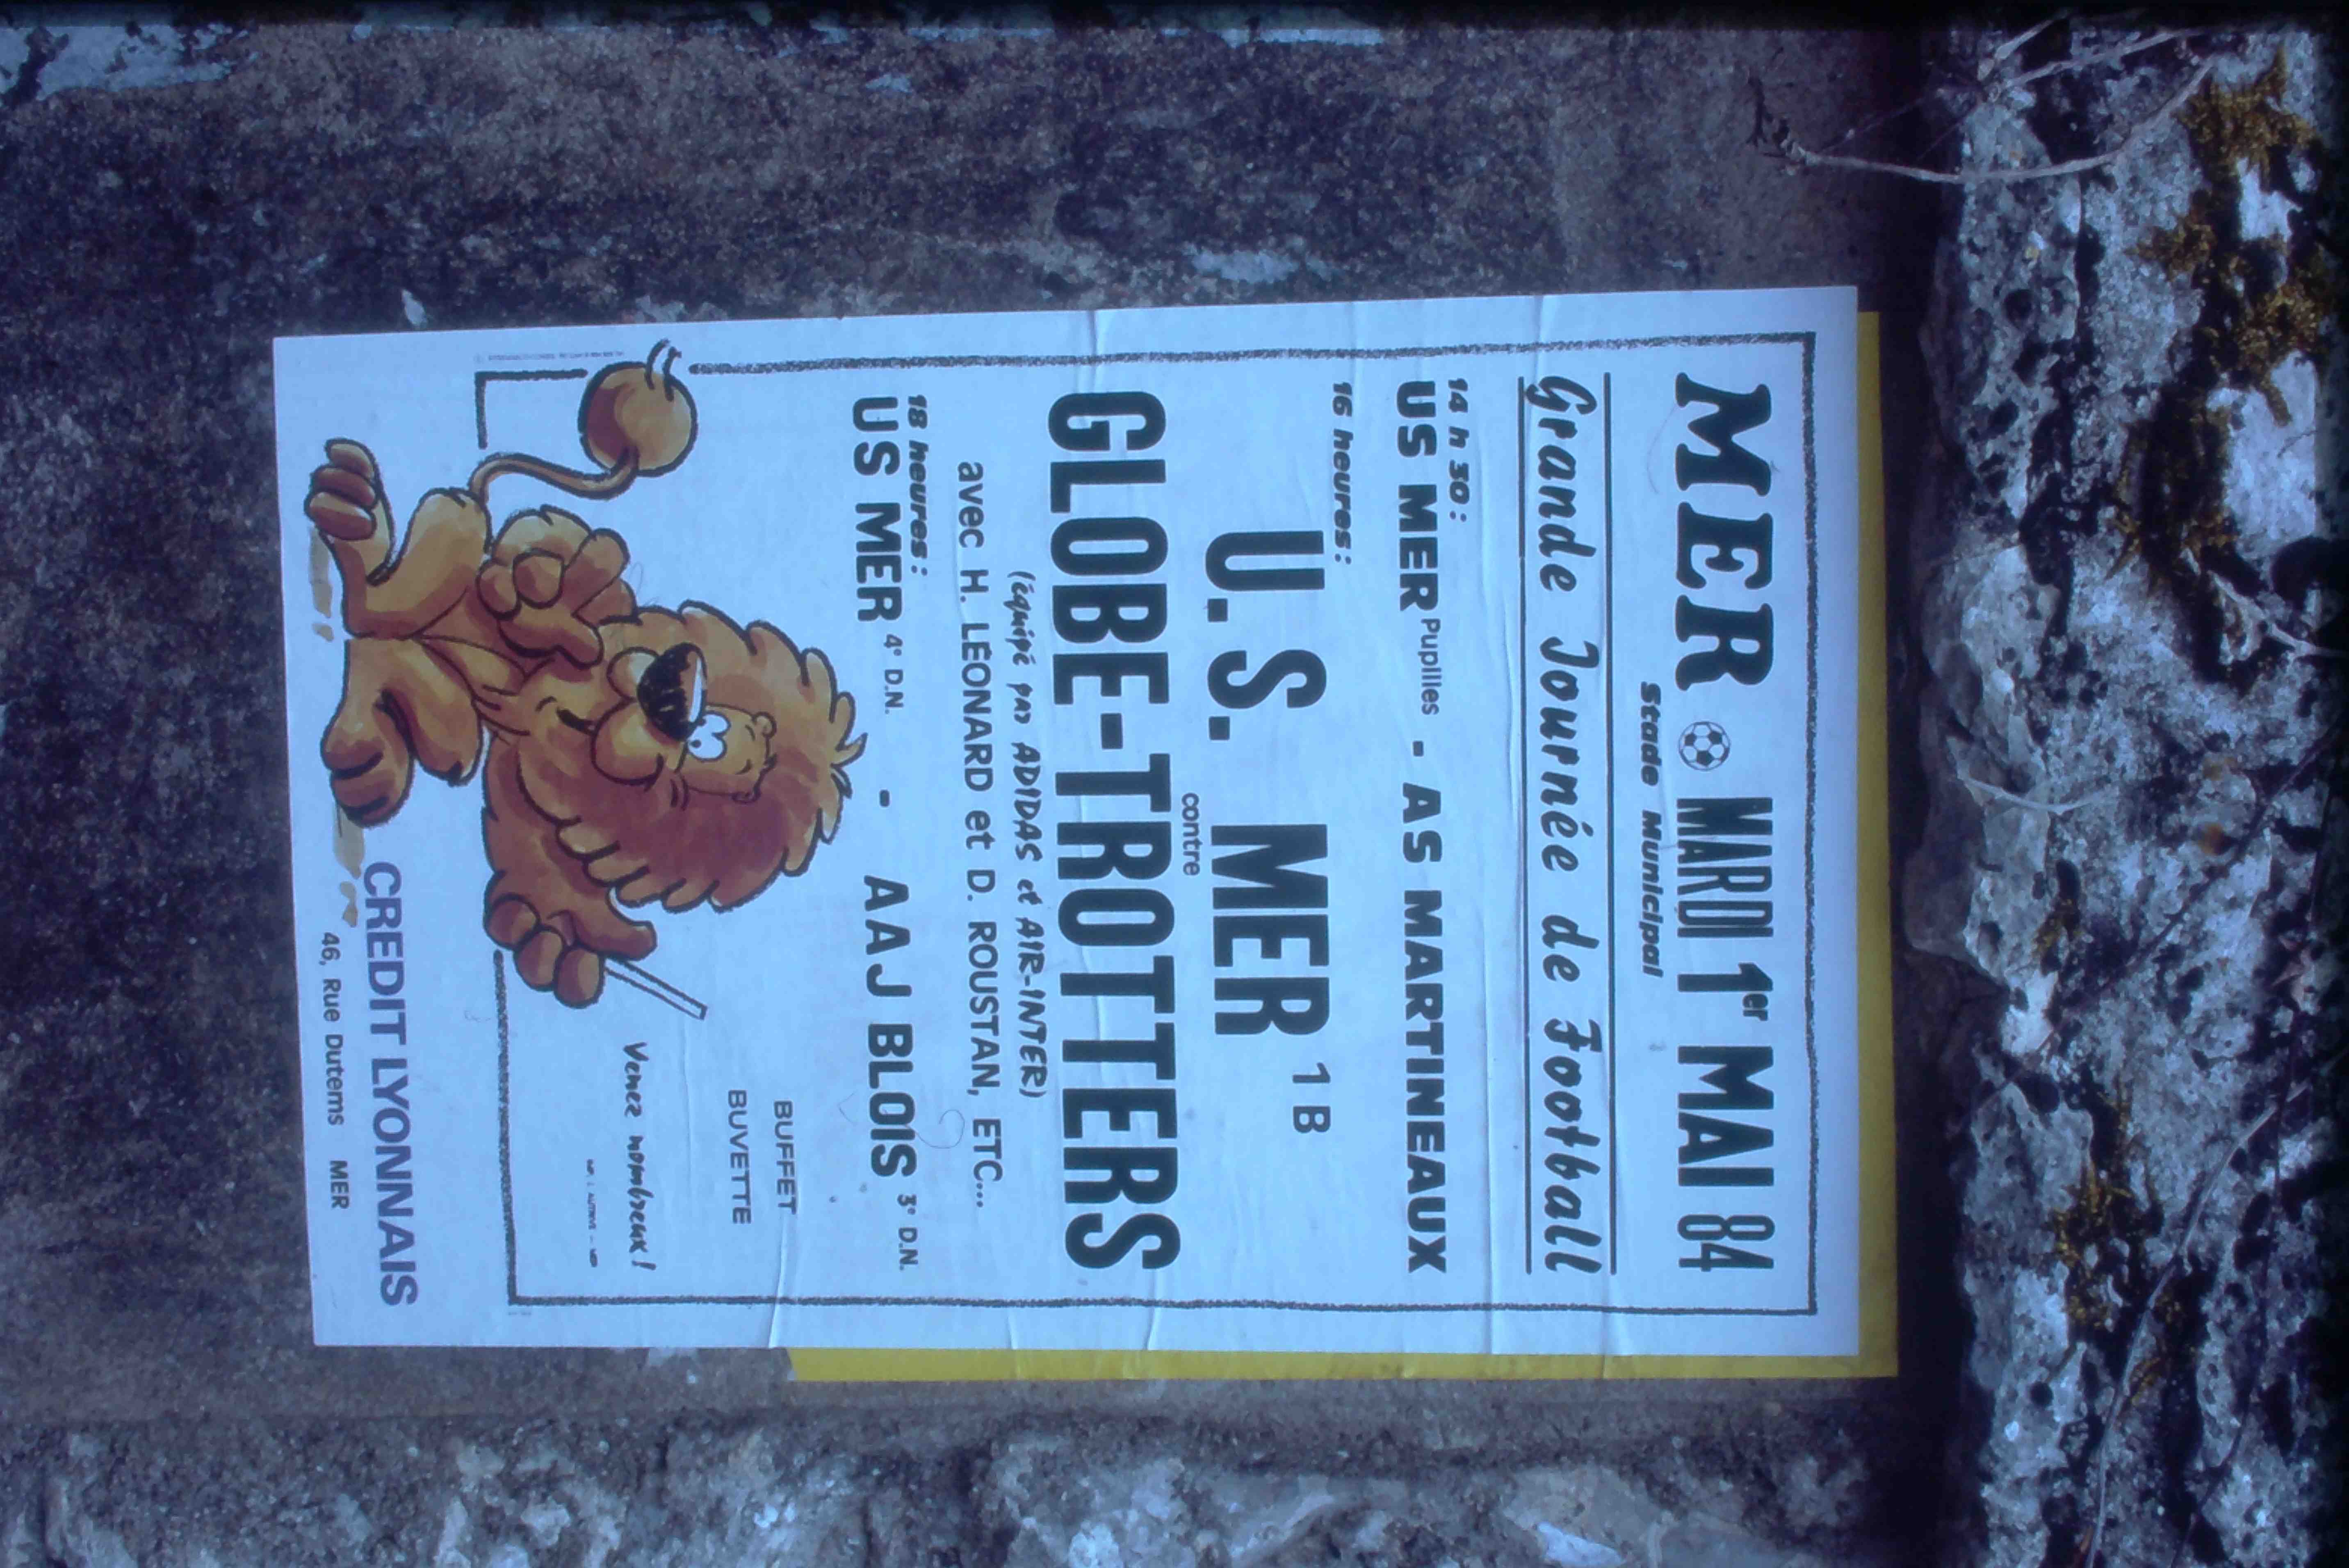 MER MARDI 1er MAI 84
Stade Municipal
Grande Journée de Football
14 h 30 :
US MER Pupilles - AS MARTINEAUX
16 heures :
U. S. MER 1 B
contre
GLOBE-TROTTERS
(équipé par ADIDAS et AIR-INTER)
avec H. LÉONARD et D. ROUSTAN, ETC...
18 heures :
US MER 4e D.N. - AAJ BLOIS 3e D.N.
BUFFET
BUVETTE
Venez nombreux !
CREDIT LYONNAIS
46, Rue Dutems MER